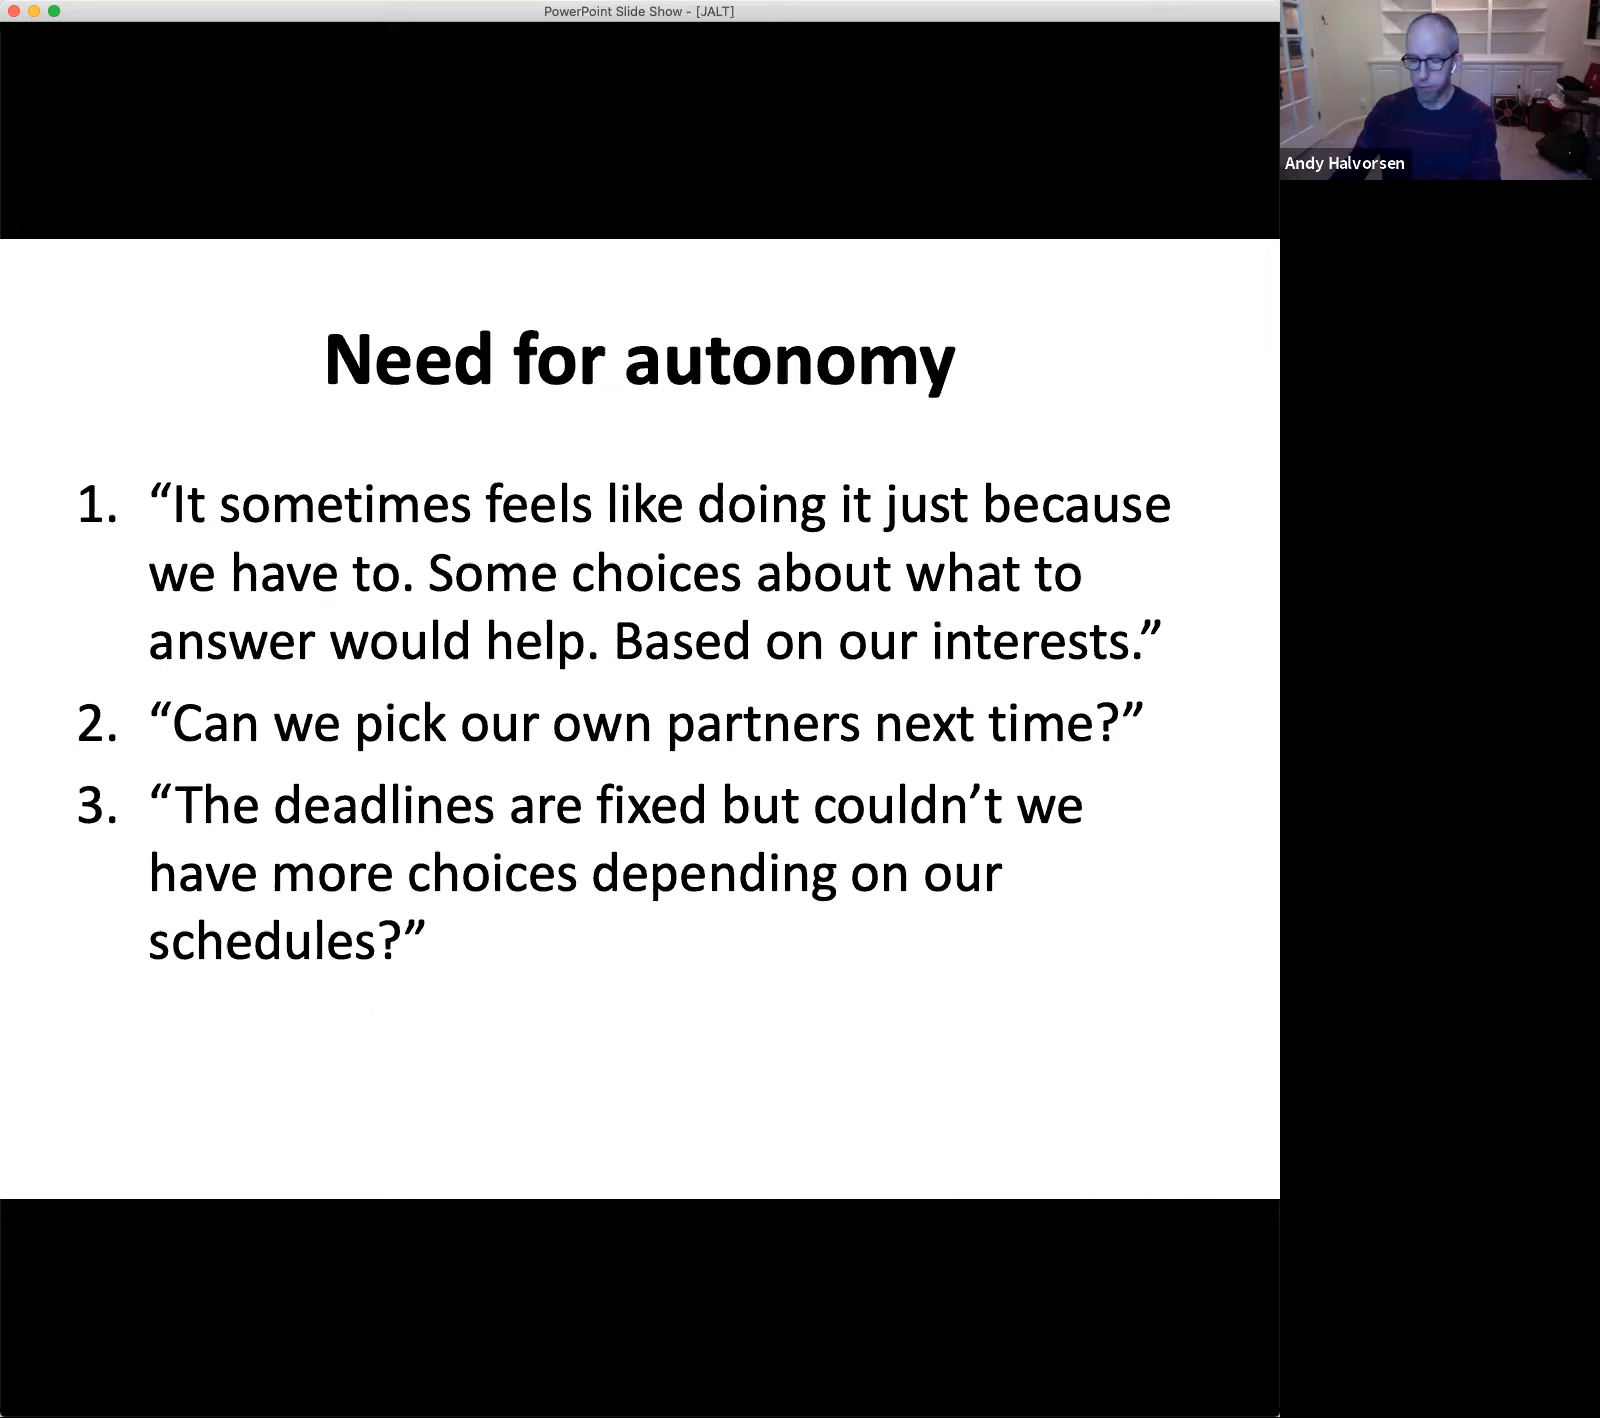 PowerPoint Slide Show - [JALT]
Andy Halvorsen
Need for autonomy
1. “It sometimes feels like doing it just because
we have to. Some choices about what to
answer would help. Based on our interests.”
2. “Can we pick our own partners next time?”
3. “The deadlines are fixed but couldn’t we
have more choices depending on our
schedules?”